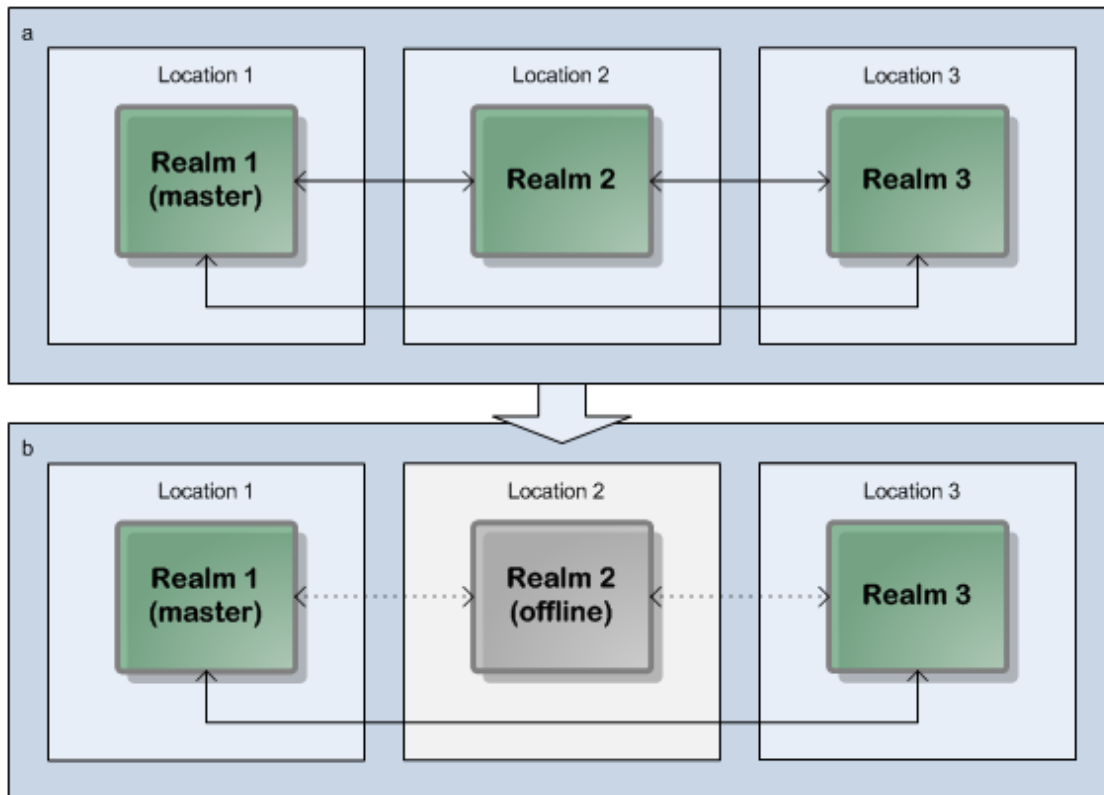 a
Location 1
Location 2
Location 3
Realm 1
(master)
Realm 2
Realm 3
b
Location 1
Location 2
Location 3
Realm 1
(master)
Realm 2
(offline)
Realm 3